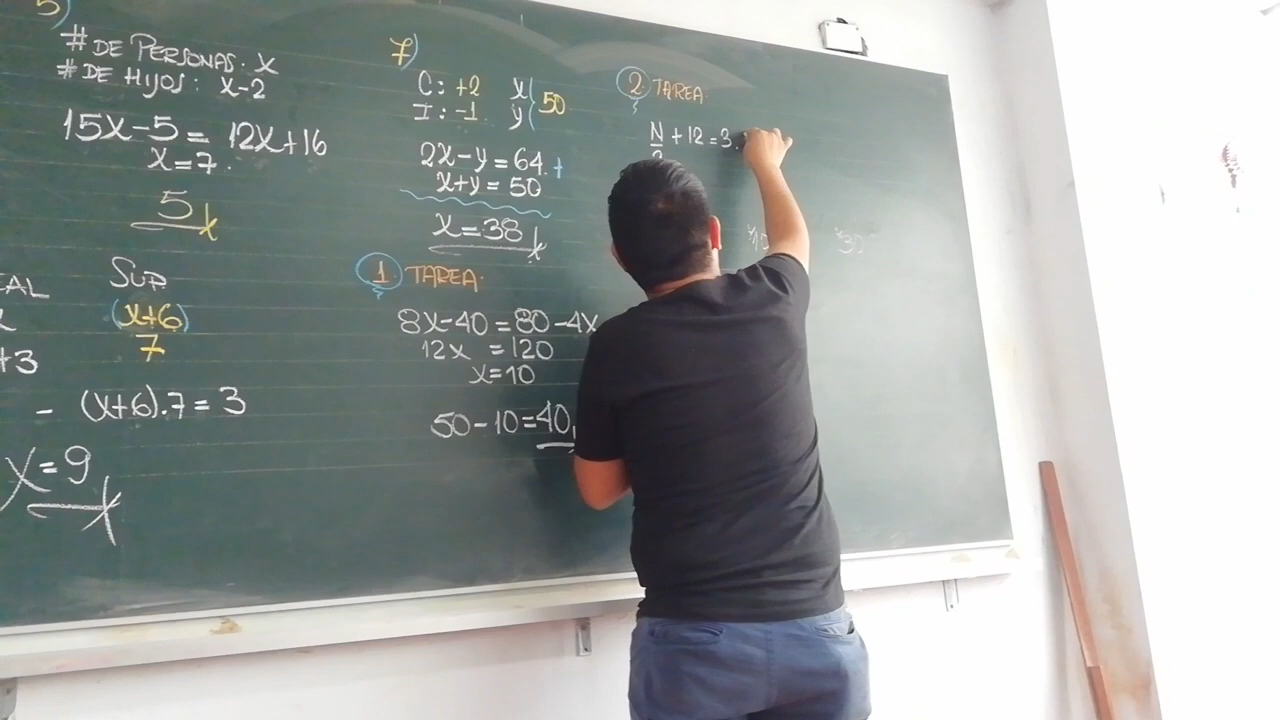 5)
# DE PERSONAS: X
# DE HIJOS: X-2
15X-5 = 12X+16
X=7.
5
EAL SUP
(X+6)
7
+3
- (X+6).7 = 3
X=9
7)
C: +2 X
I: -1 y
50
2X-y=64 +
X+y=50
X=38
1 TAREA.
8X-40=80-4X
12X =120
X=10
50-10=40
2 TAREA.
N + 12 = 3.